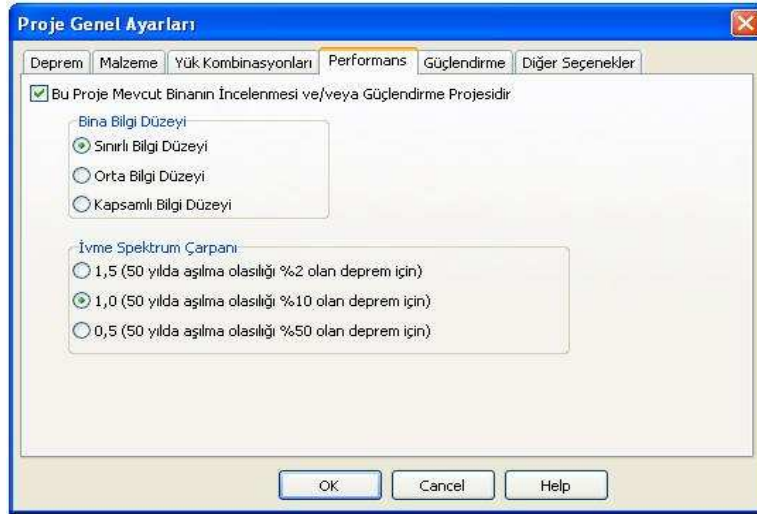 Proje Genel Ayarları
Deprem Malzeme Yük Kombinasyonları Performans Güçlendirme Diğer Seçenekler
Bu Proje Mevcut Binanın İncelenmesi ve/veya Güçlendirme Projesidir
Bina Bilgi Düzeyi
Sınırlı Bilgi Düzeyi
Orta Bilgi Düzeyi
Kapsamlı Bilgi Düzeyi
İvme Spektrum Çarpanı
1,5 (50 yılda aşılma olasılığı %2 olan deprem için)
1,0 (50 yılda aşılma olasılığı %10 olan deprem için)
0,5 (50 yılda aşılma olasılığı %50 olan deprem için)
OK Cancel Help